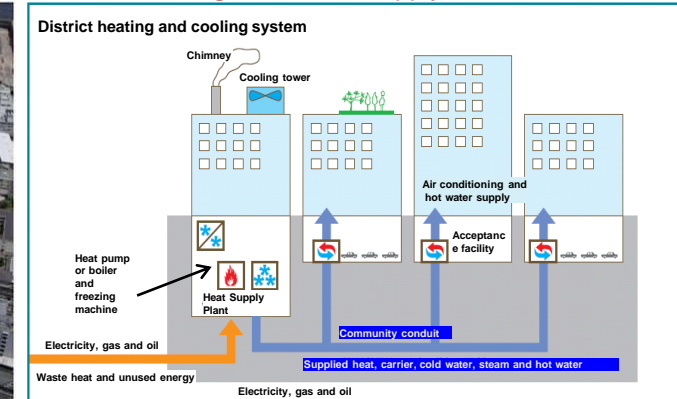 District heating and cooling system
Chimney
Cooling tower
Air conditioning and
hot water supply
Acceptanc
e facility
Heat pump
or boiler
and
freezing
machine
Heat Supply
Plant
Community conduit
Electricity, gas and oil
Supplied heat, carrier, cold water, steam and hot water
Waste heat and unused energy
Electricity, gas and oil